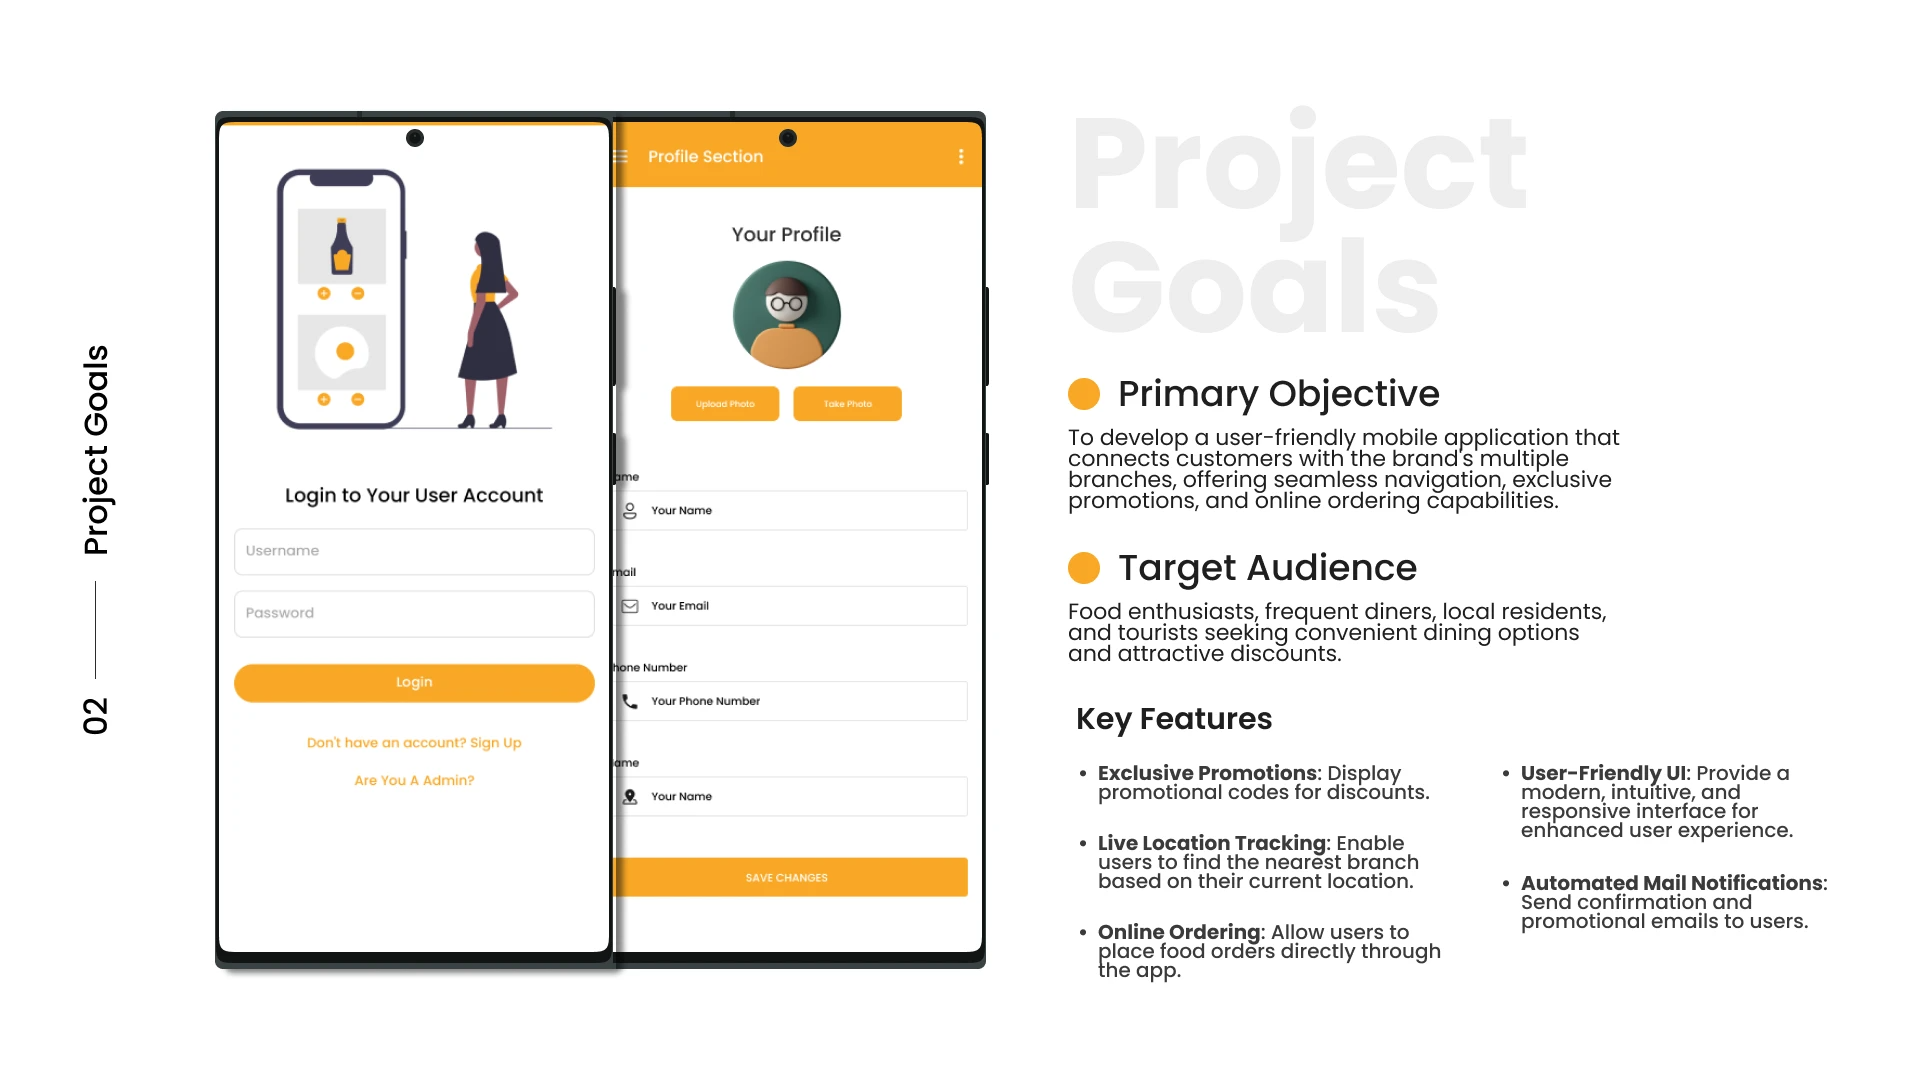 Project Goals
02
Login to Your User Account
Username
Password
Login
Don't have an account? Sign Up
Are You A Admin?
Profile Section
Your Profile
Upload Photo
Take Photo
ame
Your Name
mail
Your Email
hone Number
Your Phone Number
ame
Your Name
SAVE CHANGES
Project
Goals
Primary Objective
To develop a user-friendly mobile application that
connects customers with the brand's multiple
branches, offering seamless navigation, exclusive
promotions, and online ordering capabilities.
Target Audience
Food enthusiasts, frequent diners, local residents,
and tourists seeking convenient dining options
and attractive discounts.
Key Features
• Exclusive Promotions: Display
promotional codes for discounts.
• Live Location Tracking: Enable
users to find the nearest branch
based on their current location.
• Online Ordering: Allow users to
place food orders directly through
the app.
• User-Friendly UI: Provide a
modern, intuitive, and
responsive interface for
enhanced user experience.
• Automated Mail Notifications:
Send confirmation and
promotional emails to users.